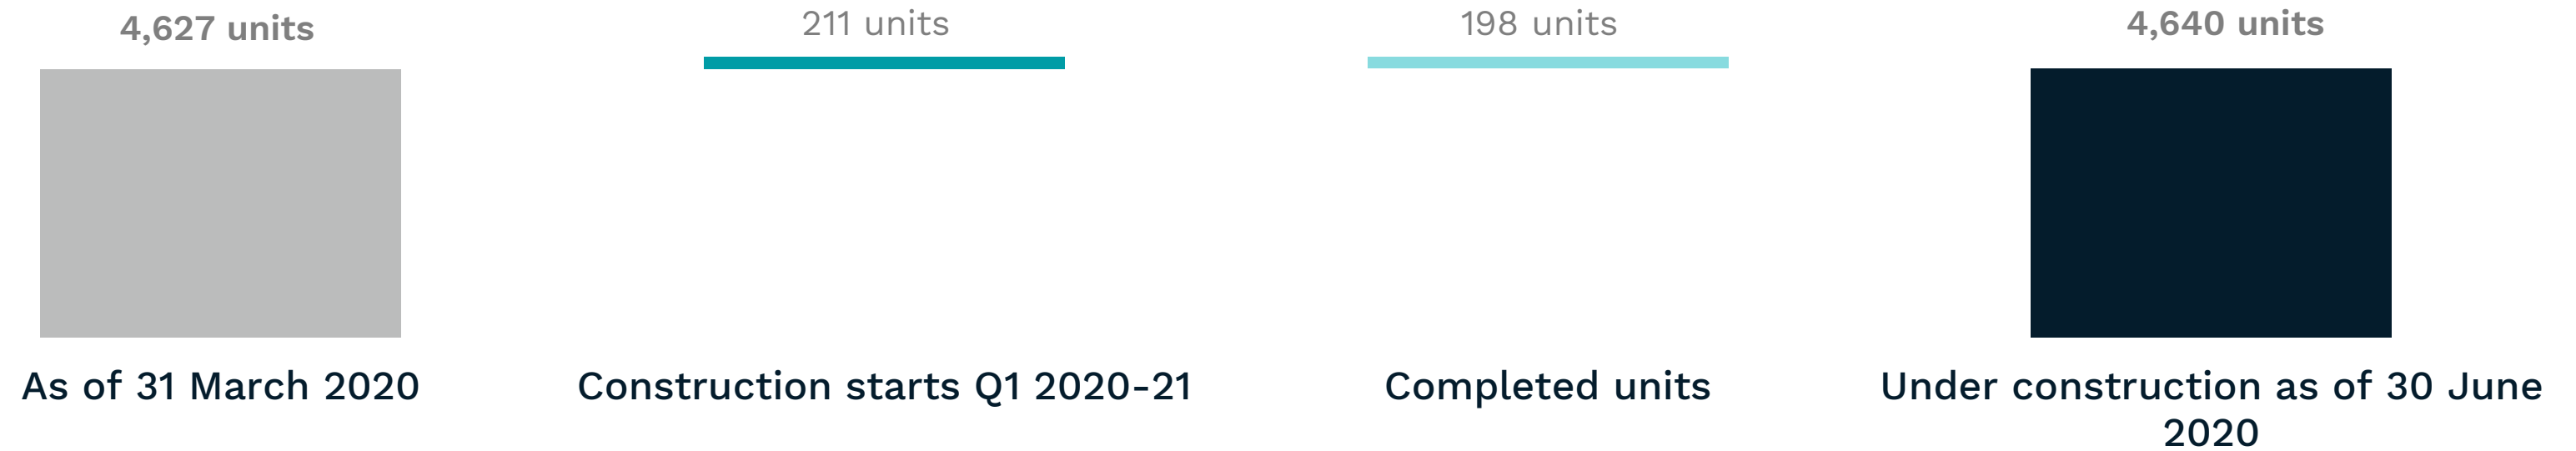 4,627 units
211 units
198 units
4,640 units
As of 31 March 2020
Construction starts Q1 2020-21
Completed units
Under construction as of 30 June
2020